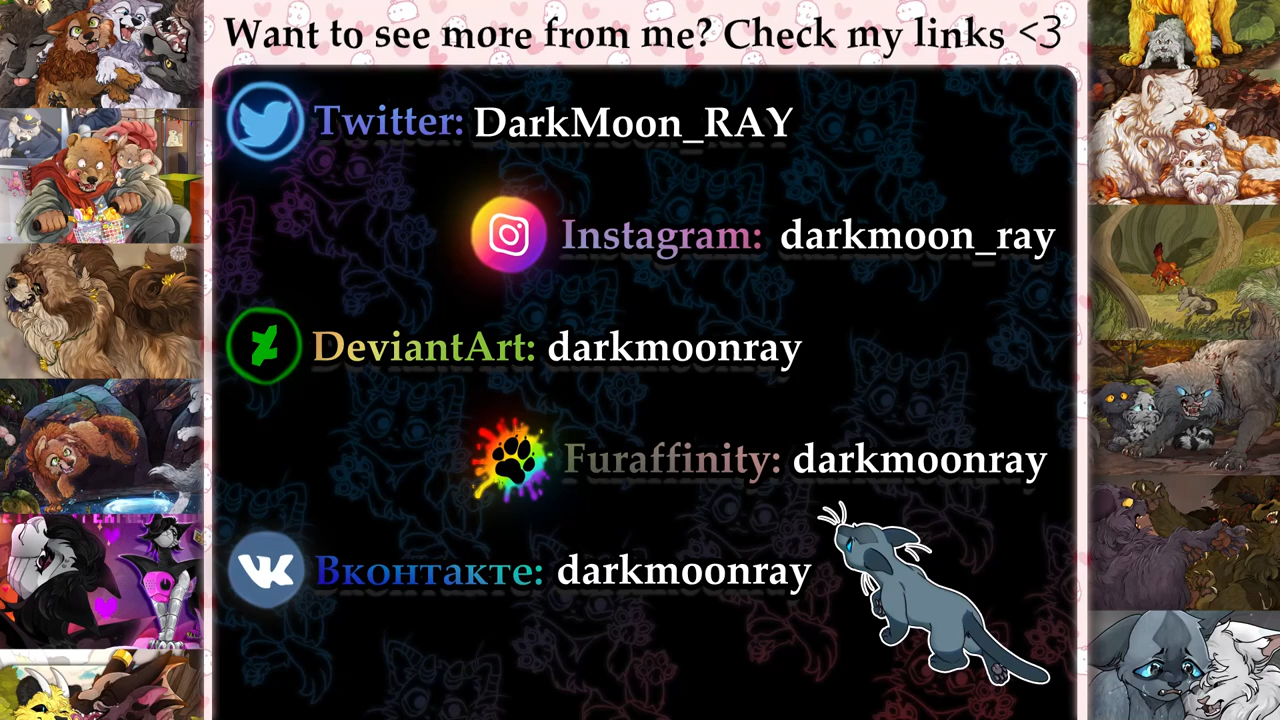 Want to see more from me? Check my links <3
Twitter: DarkMoon_RAY
Instagram: darkmoon_ray
DeviantArt: darkmoonray
Furaffinity: darkmoonray
Вконтакте: darkmoonray